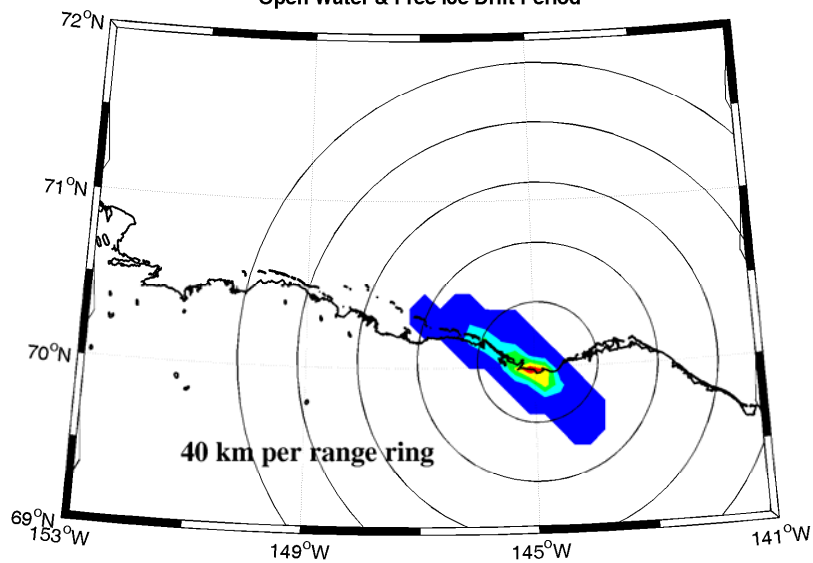 Open Water & Free Ice Drift Period
72°N
71°N
70°N
40 km per range ring
69°N
153°W
149°W
145°W
141°W